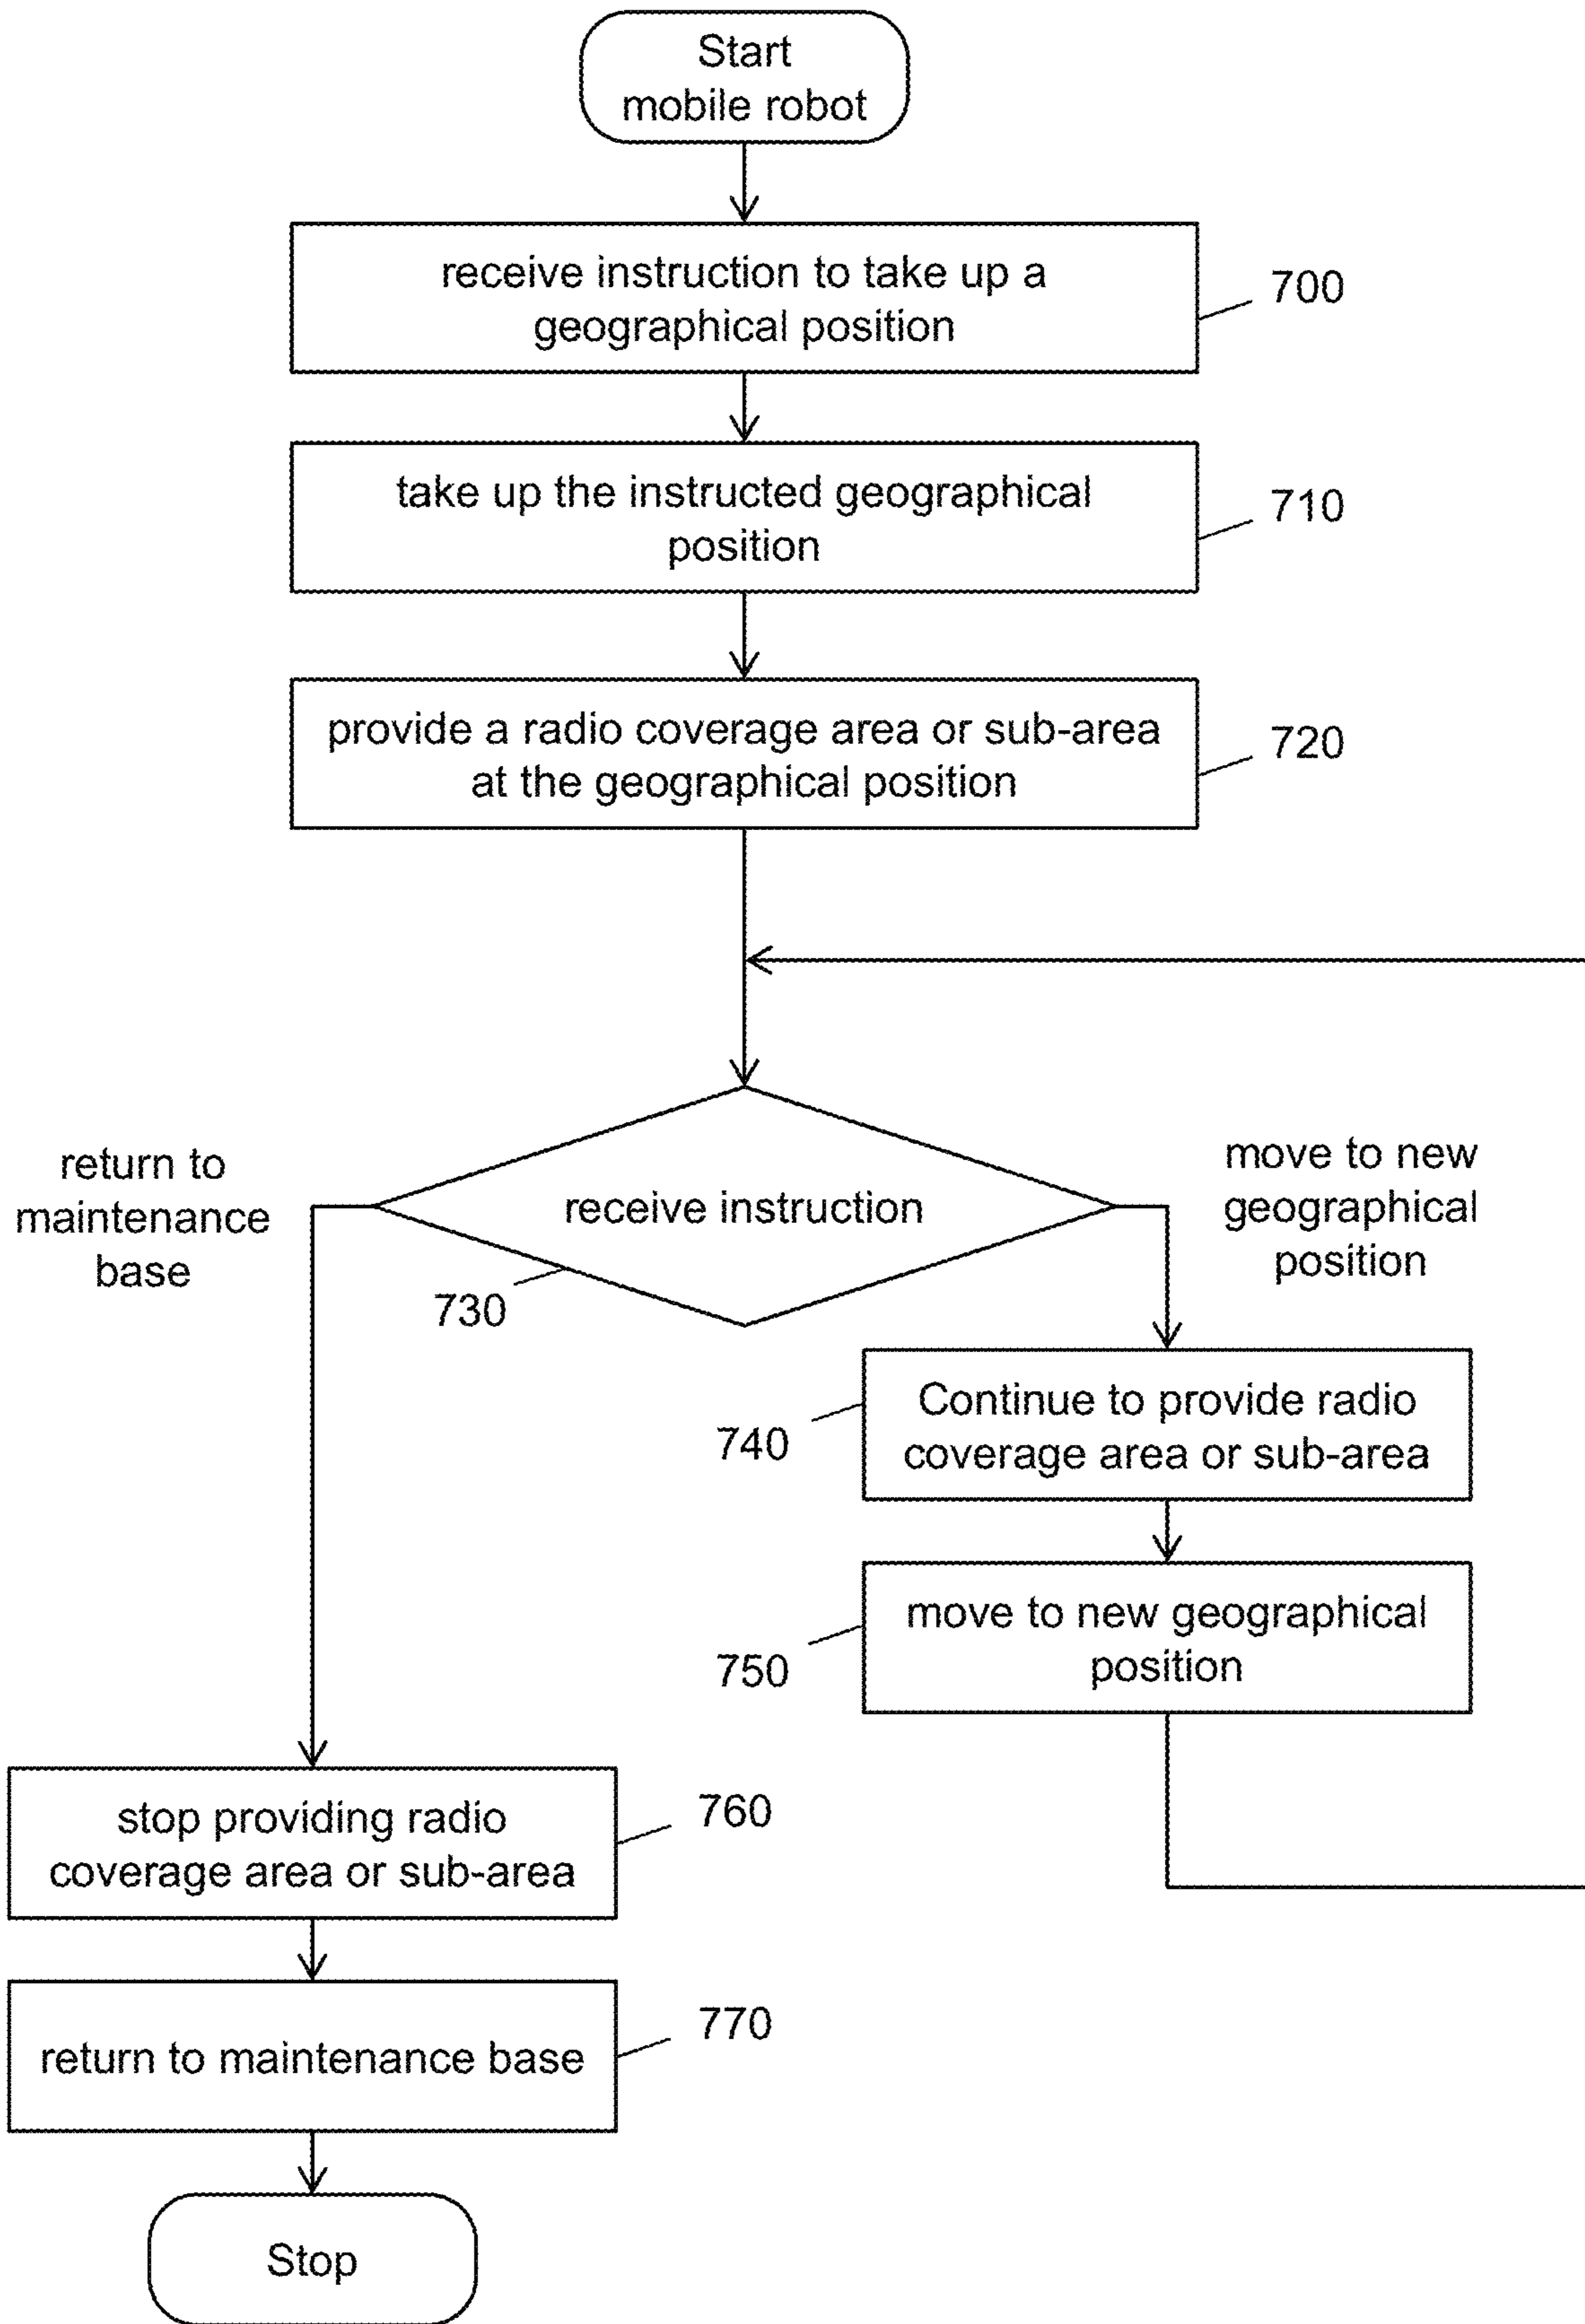 Start
mobile robot
receive instruction to take up a
geographical position
700
take up the instructed geographical
position
710
provide a radio coverage area or sub-area
at the geographical position
720
return to
maintenance
base
receive instruction
730
move to new
geographical
position
Continue to provide radio
coverage area or sub-area
740
move to new geographical
position
750
stop providing radio
coverage area or sub-area
760
return to maintenance base
770
Stop